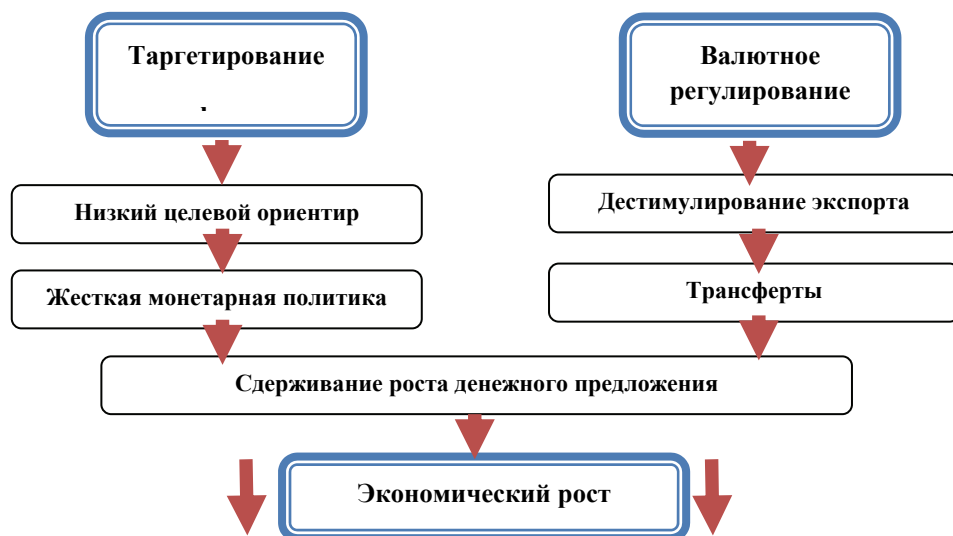 Таргетирование
Валютное
регулирование
Низкий целевой ориентир
Дестимулирование экспорта
Жесткая монетарная политика
Трансферты
Сдерживание роста денежного предложения
Экономический рост